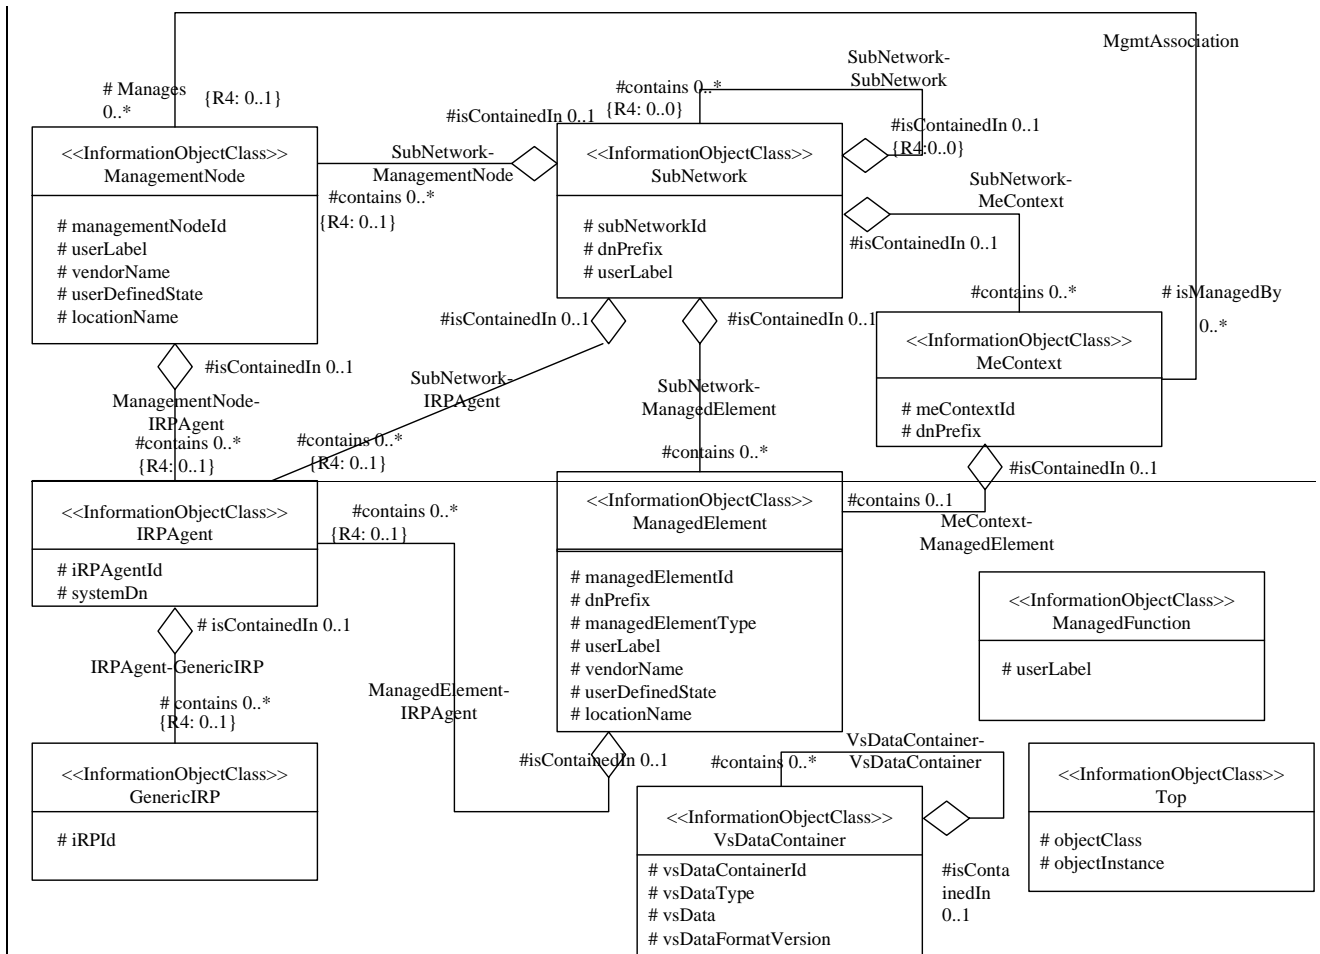 MgmtAssociation
SubNetwork-
SubNetwork
# Manages
0..*
{R4: 0..1}
#contains 0..*
{R4: 0..0}
#isContainedIn 0..1
#isContainedIn 0..1
{R4:0..0}
<<InformationObjectClass>>
ManagementNode
# managementNodeId
# userLabel
# vendorName
# userDefinedState
# locationName
SubNetwork-
ManagementNode
#contains 0..*
{R4: 0..1}
<<InformationObjectClass>>
SubNetwork
# subNetworkId
# dnPrefix
# userLabel
SubNetwork-
MeContext
#isContainedIn 0..1
#contains 0..*
# isManagedBy
0..*
#isContainedIn 0..1
#isContainedIn 0..1
<<InformationObjectClass>>
MeContext
# meContextId
# dnPrefix
#isContainedIn 0..1
ManagementNode-
IRPAgent
#contains 0..*
{R4: 0..1}
SubNetwork-
IRPAgent
#contains 0..*
{R4: 0..1}
SubNetwork-
ManagedElement
#contains 0..*
#isContainedIn 0..1
#contains 0..1
MeContext-
ManagedElement
<<InformationObjectClass>>
IRPAgent
# iRPAgentId
# systemDn
#contains 0..*
{R4: 0..1}
<<InformationObjectClass>>
ManagedElement
# managedElementId
# dnPrefix
# managedElementType
# userLabel
# vendorName
# userDefinedState
# locationName
<<InformationObjectClass>>
ManagedFunction
# userLabel
# isContainedIn 0..1
IRPAgent-GenericIRP
# contains 0..*
{R4: 0..1}
ManagedElement-
IRPAgent
#isContainedIn 0..1
<<InformationObjectClass>>
GenericIRP
# iRPId
#contains 0..*
VsDataContainer-
VsDataContainer
<<InformationObjectClass>>
VsDataContainer
# vsDataContainerId
# vsDataType
# vsData
# vsDataFormatVersion
#isConta
inedIn
0..1
<<InformationObjectClass>>
Top
# objectClass
# objectInstance